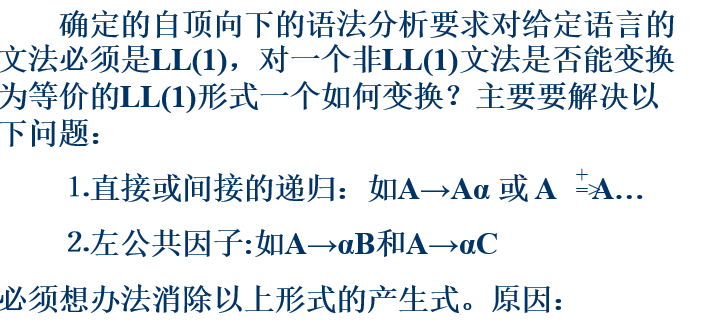 确定的自顶向下的语法分析要求对给定语言的
文法必须是LL(1)，对一个非LL(1)文法是否能变换
为等价的LL(1)形式一个如何变换？主要要解决以
下问题：
1.直接或间接的递归：如A→Aα 或 A +=>A…
2.左公共因子:如A→αB和A→αC
必须想办法消除以上形式的产生式。原因：